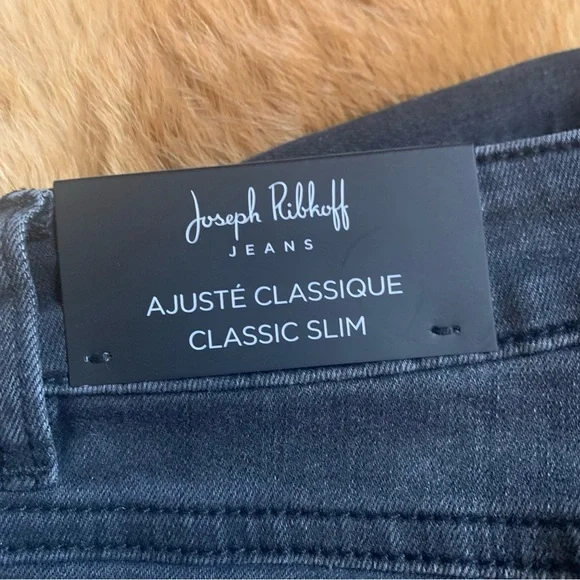 Joseph Ribkoff
JEANS
AJUSTÉ CLASSIQUE
CLASSIC SLIM